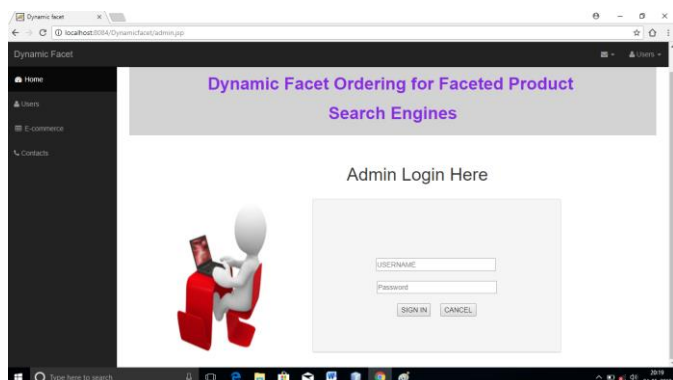 Dynamic facet
localhost:8084/Dynamicfacet/admin.jsp
Dynamic Facet
Users
Home
Users
E-commerce
Contacts
Dynamic Facet Ordering for Faceted Product
Search Engines
Admin Login Here
USERNAME
Password
SIGN IN CANCEL
Type here to search
20:19